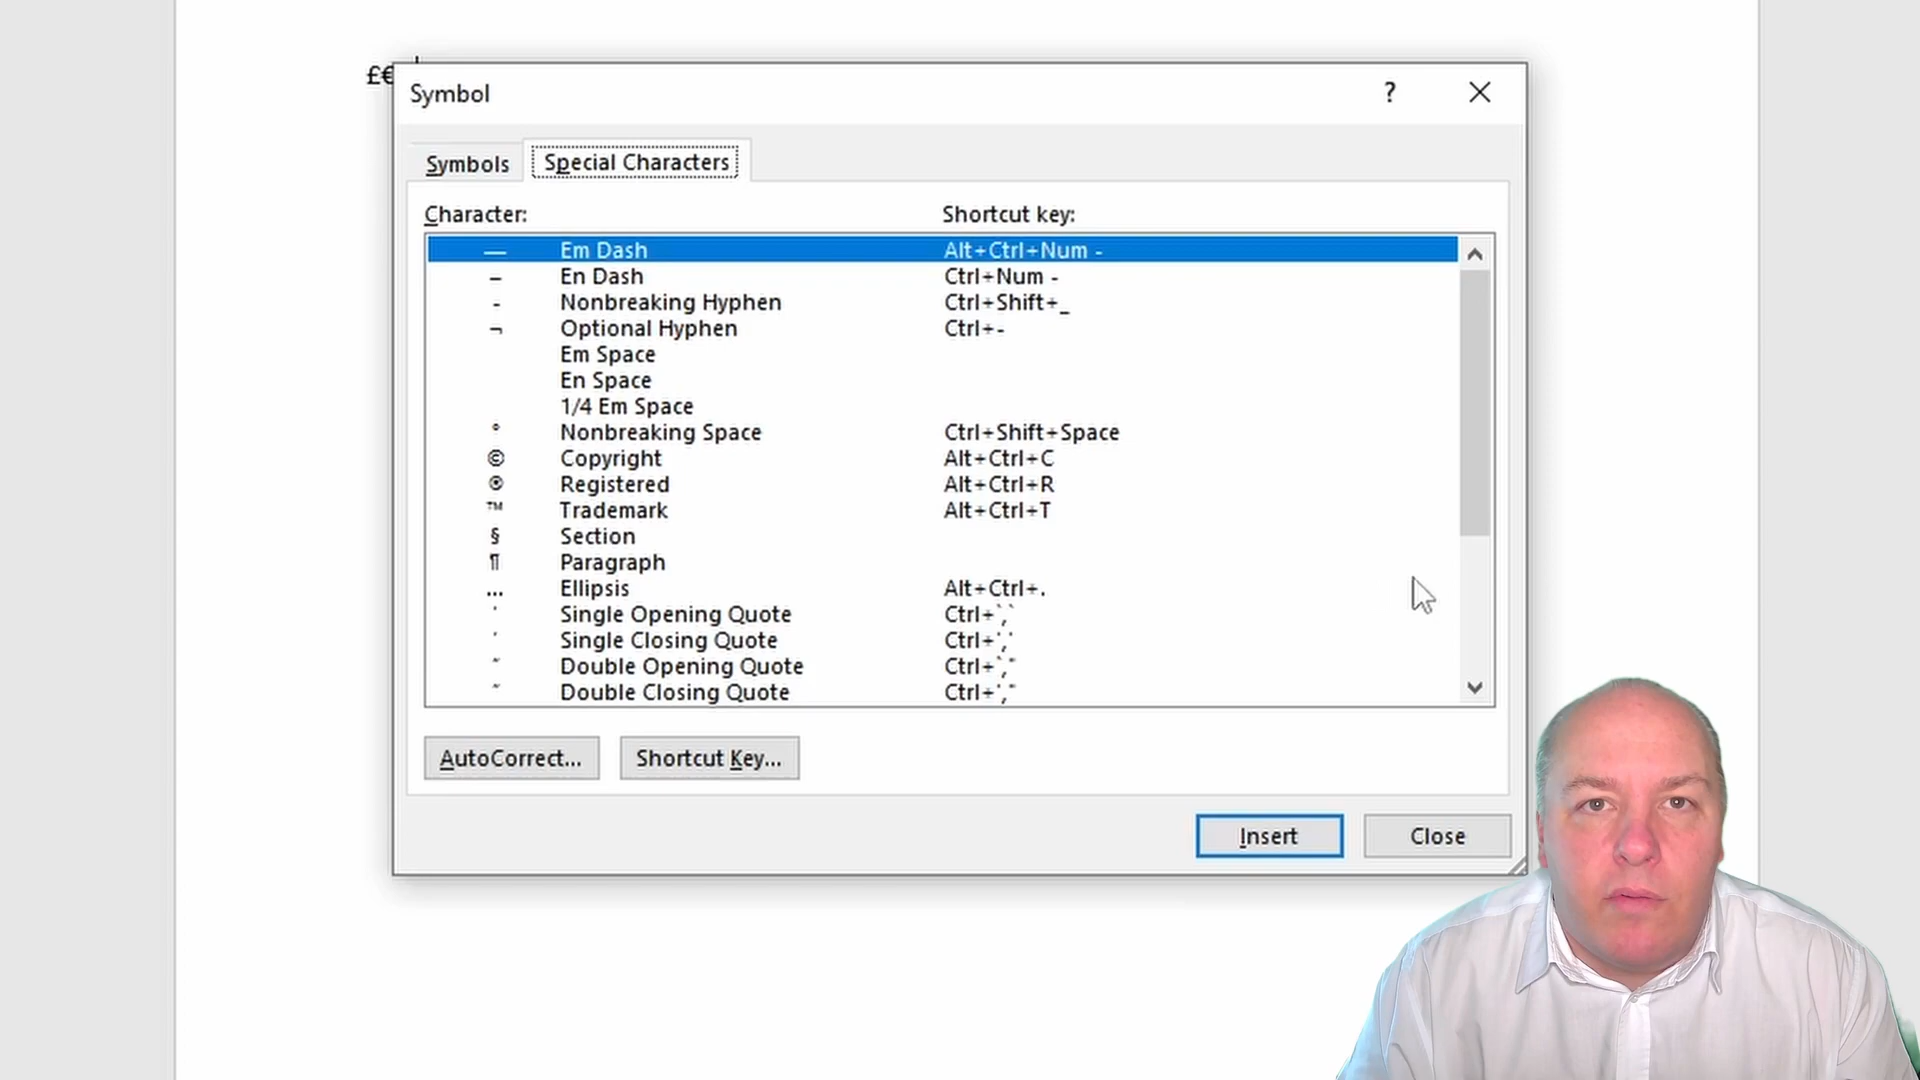 £€
Symbol ?
Symbols Special Characters
Character: Shortcut key:
— Em Dash Alt+Ctrl+Num -
– En Dash Ctrl+Num -
- Nonbreaking Hyphen Ctrl+Shift+_
¬ Optional Hyphen Ctrl+-
Em Space
En Space
1/4 Em Space
° Nonbreaking Space Ctrl+Shift+Space
© Copyright Alt+Ctrl+C
® Registered Alt+Ctrl+R
™ Trademark Alt+Ctrl+T
§ Section
¶ Paragraph
… Ellipsis Alt+Ctrl+.
‘ Single Opening Quote Ctrl+`,`
’ Single Closing Quote Ctrl+','
“ Double Opening Quote Ctrl+`,"
” Double Closing Quote Ctrl+',"
AutoCorrect... Shortcut Key...
Insert Close